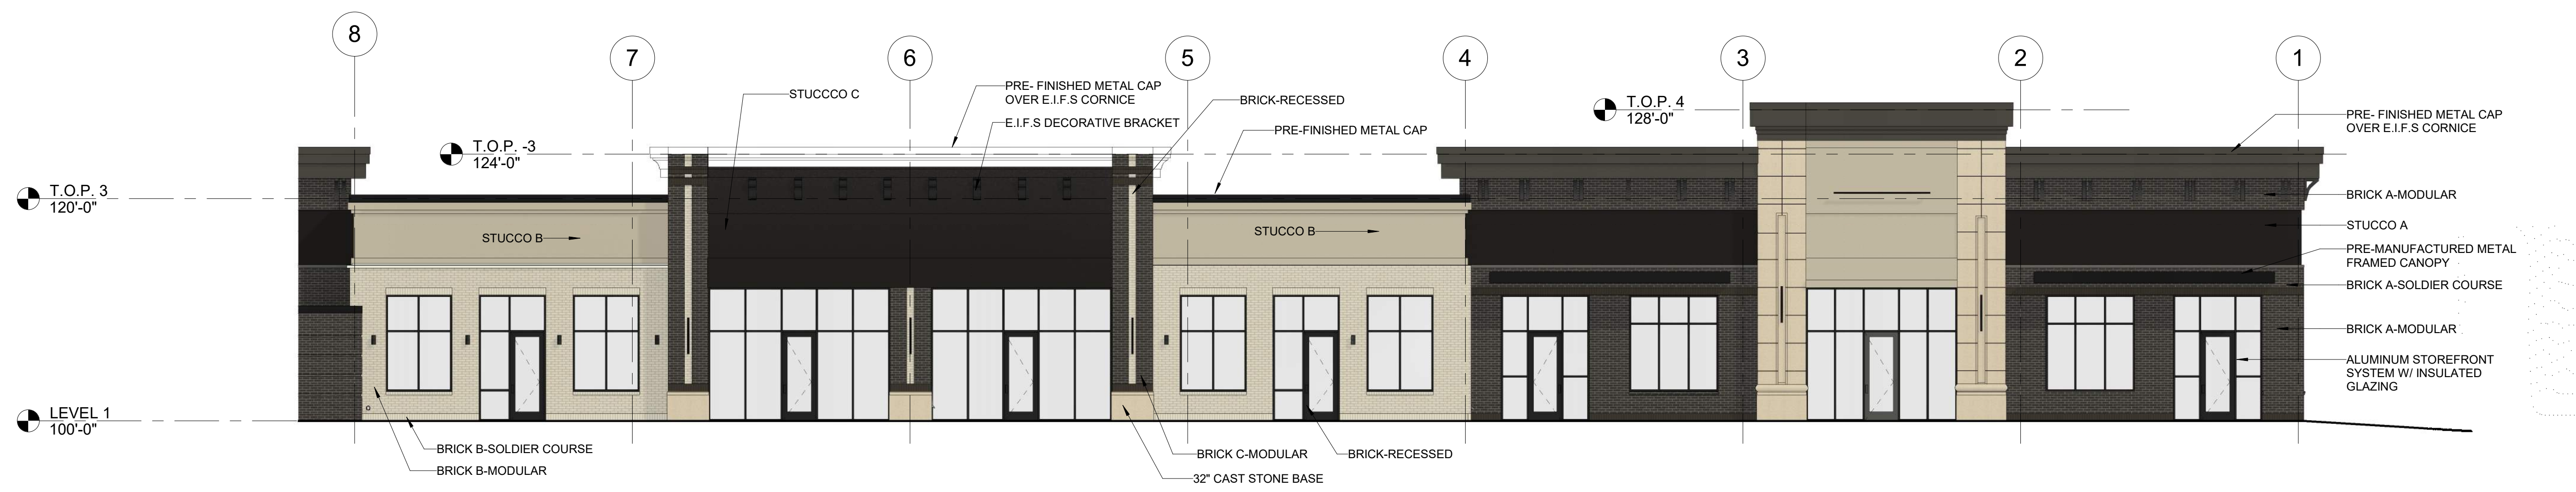 8
7
6
5
4
3
2
1
STUCCCO C
PRE- FINISHED METAL CAP
OVER E.I.F.S CORNICE
E.I.F.S DECORATIVE BRACKET
BRICK-RECESSED
PRE-FINISHED METAL CAP
T.O.P. 4
128'-0"
T.O.P. -3
124'-0"
T.O.P. 3
120'-0"
STUCCO B
STUCCO B
PRE- FINISHED METAL CAP
OVER E.I.F.S CORNICE
BRICK A-MODULAR
STUCCO A
PRE-MANUFACTURED METAL
FRAMED CANOPY
BRICK A-SOLDIER COURSE
BRICK A-MODULAR
ALUMINUM STOREFRONT
SYSTEM W/ INSULATED
GLAZING
LEVEL 1
100'-0"
BRICK B-SOLDIER COURSE
BRICK B-MODULAR
BRICK C-MODULAR
BRICK-RECESSED
32" CAST STONE BASE